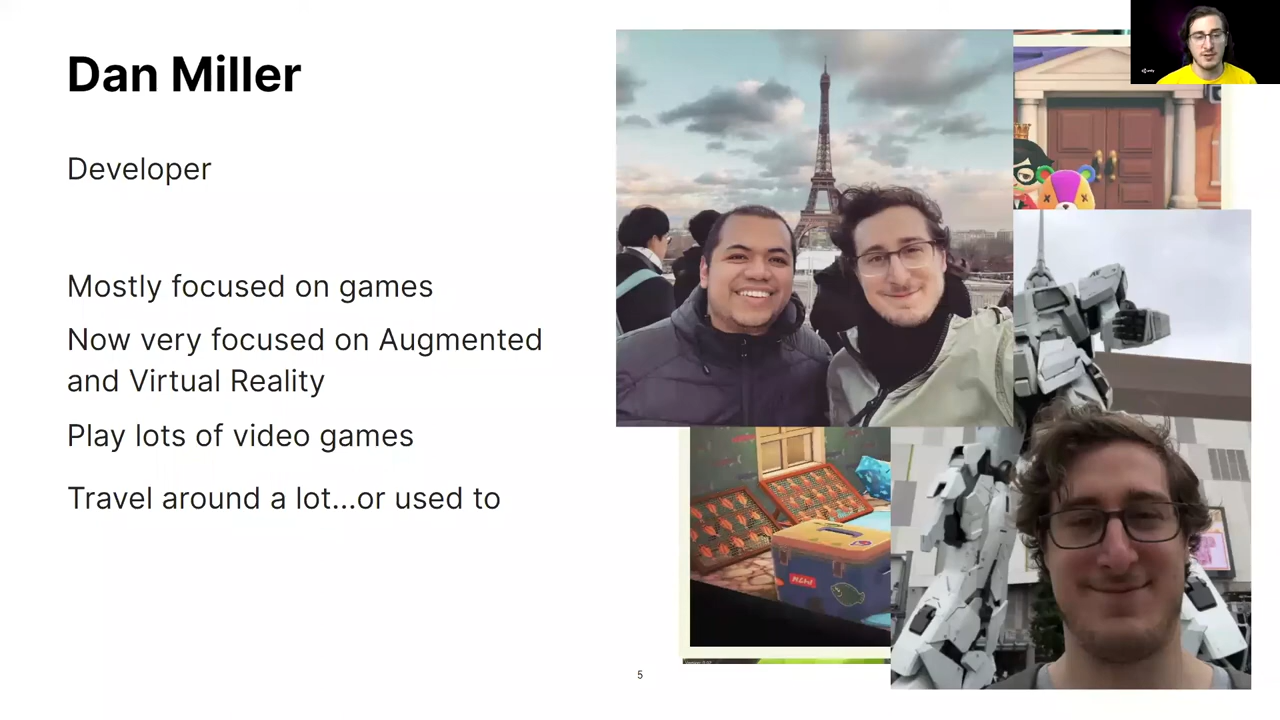 Dan Miller
Developer
Mostly focused on games
Now very focused on Augmented
and Virtual Reality
Play lots of video games
Travel around a lot...or used to
5
unity